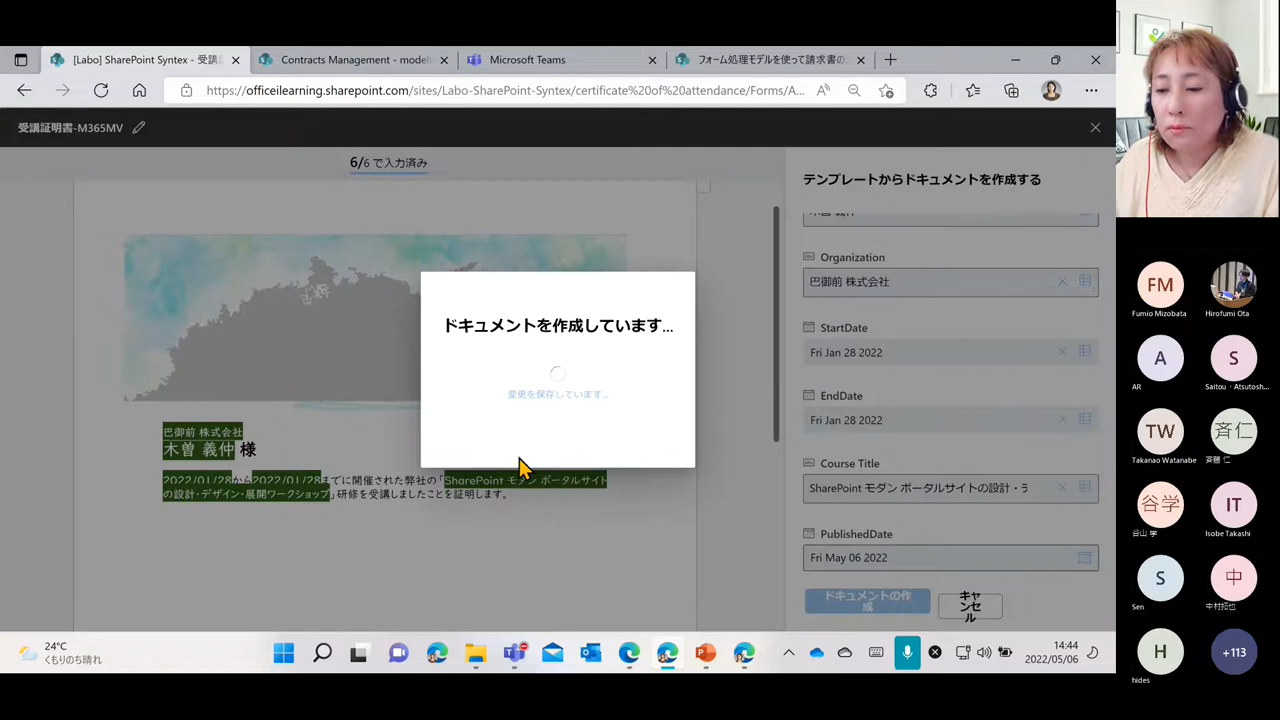 [Labo] SharePoint Syntex - 受講
Contracts Management - model
Microsoft Teams
フォーム処理モデルを使って請求書の
https://officeilearning.sharepoint.com/sites/Labo-SharePoint-Syntex/certificate%20of%20attendance/Forms/A...
受講証明書-M365MV
6/6 で入力済み
テンプレートからドキュメントを作成する
木曽 義仲
Organization
巴御前 株式会社
StartDate
Fri Jan 28 2022
EndDate
Fri Jan 28 2022
Course Title
SharePoint モダン ポータルサイトの設計・デ
PublishedDate
Fri May 06 2022
ドキュメントの作成
キャンセル
ドキュメントを作成しています...
変更を保存しています...
巴御前 株式会社
木曽 義仲 様
2022/01/28から2022/01/28までに開催された弊社の「SharePoint モダン ポータルサイト
の設計・デザイン・展開ワークショップ」研修を受講しましたことを証明します。
24°C
くもりのち晴れ
14:44
2022/05/06
FM
Fumio Mizobata
Hirofumi Ota
A
AR
S
Saitou・Atsutosh...
TW
Takanao Watanabe
斉仁
斉藤 仁
谷学
谷山 学
IT
Isobe Takashi
S
Sen
中
中村拓也
H
hides
+113